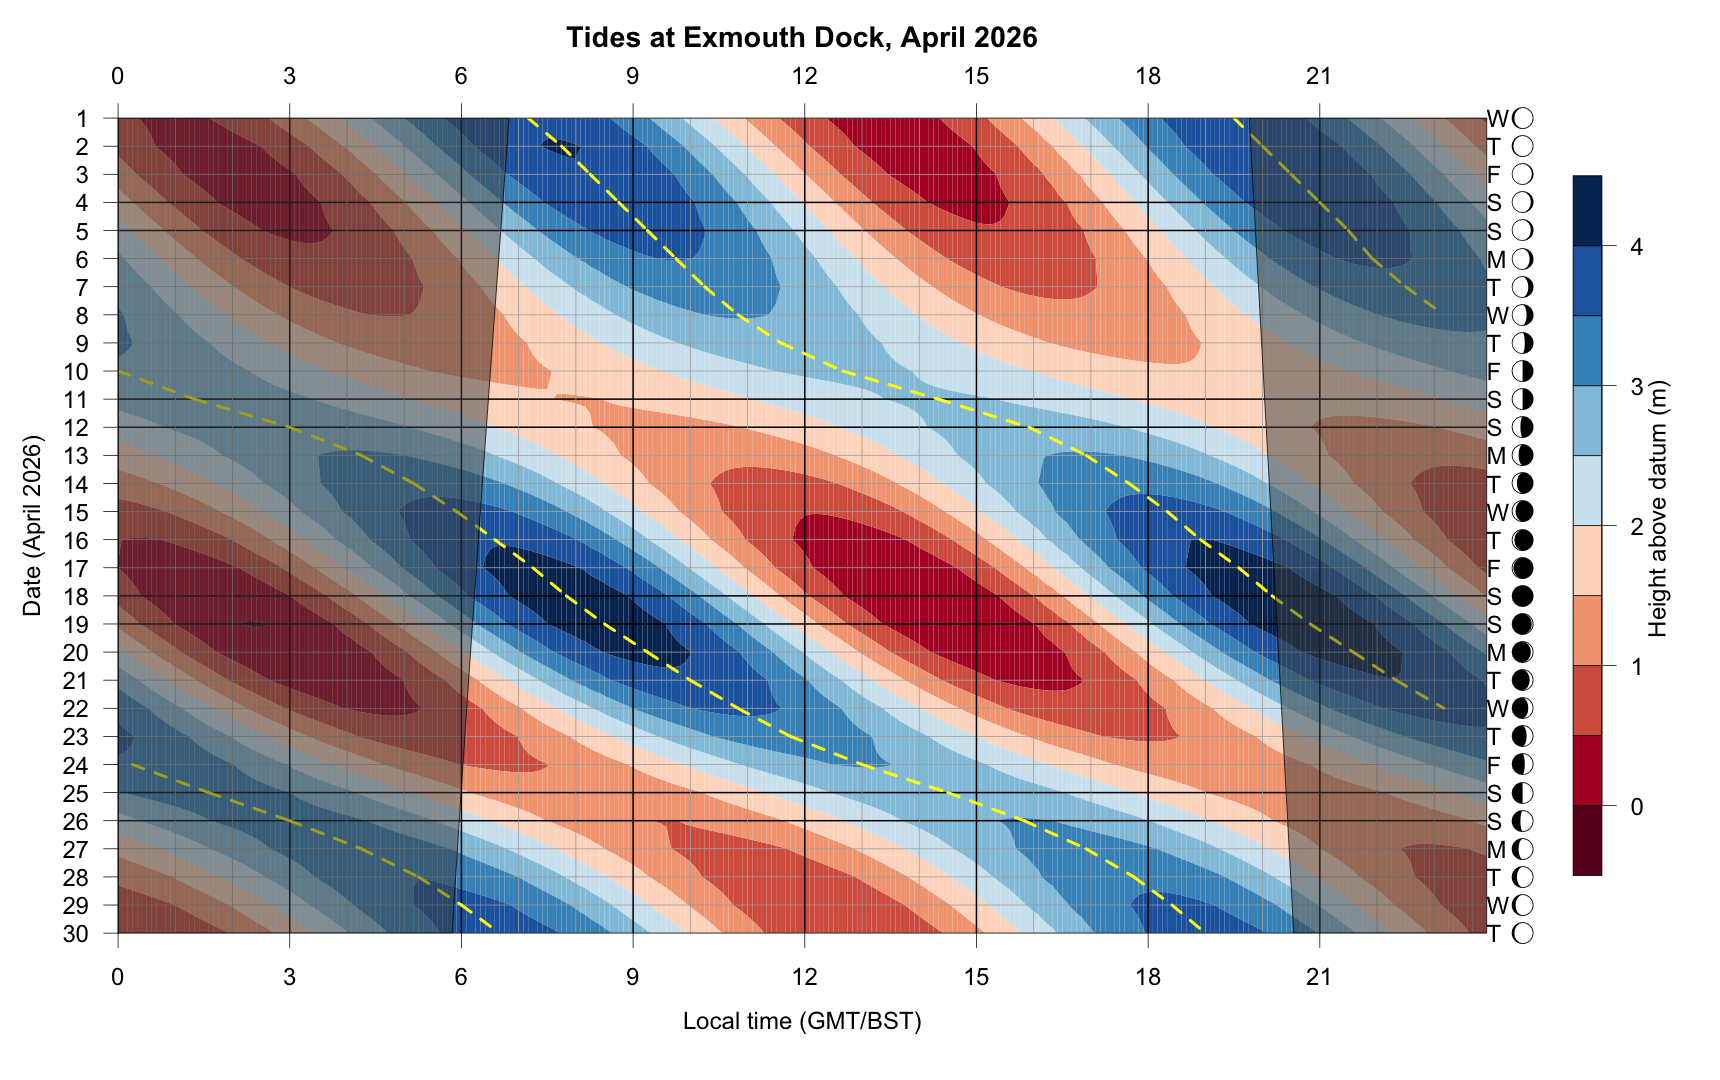 Tides at Exmouth Dock, April 2026
0 3 6 9 12 15 18 21
1 W
2 T
3 F
4 S
5 S
6 M
7 T
8 W
9 T
10 F
11 S
12 S
13 M
14 T
15 W
16 T
17 F
18 S
19 S
20 M
21 T
22 W
23 T
24 F
25 S
26 S
27 M
28 T
29 W
30 T
0 3 6 9 12 15 18 21
Local time (GMT/BST)
Date (April 2026)
4
3
2
1
0
Height above datum (m)